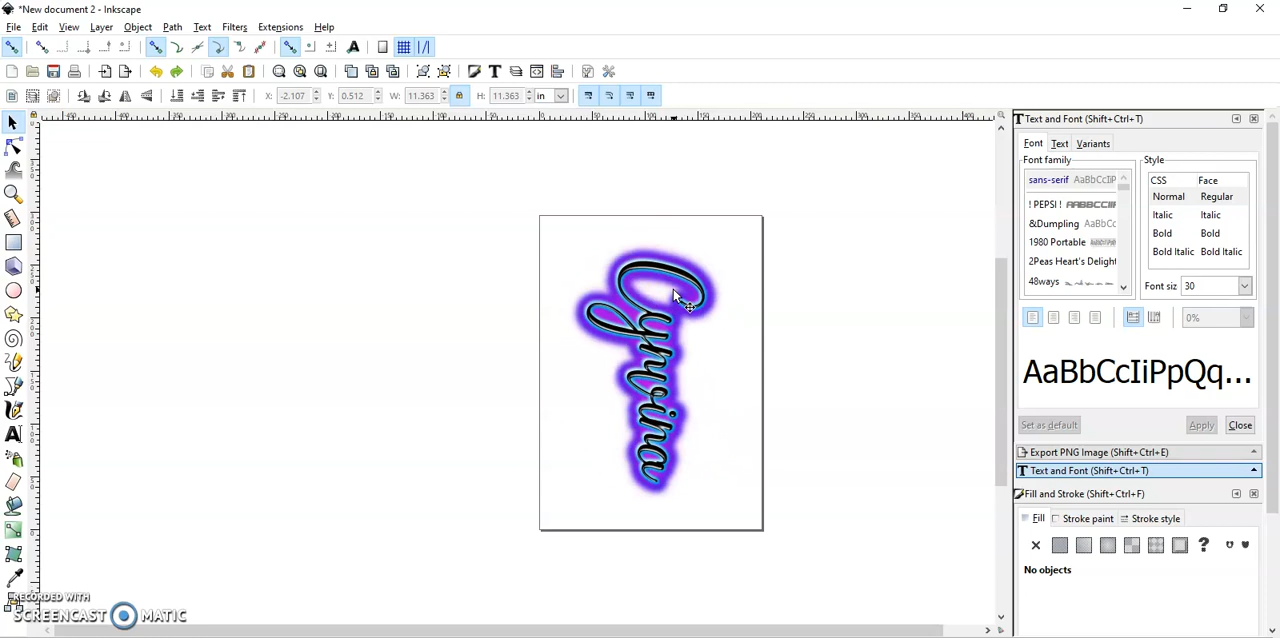 *New document 2 - Inkscape
File Edit View Layer Object Path Text Filters Extensions Help
X: -2.107 Y: 0.512 W: 11.363 H: 11.363 in
Cynvina
Text and Font (Shift+Ctrl+T)
Font Text Variants
Font family
sans-serif AaBbCcIiP
! PEPSI ! AABBCCIIP
&Dumpling AaBbCc
1980 Portable
2Peas Heart's Delight
48ways
Style
CSS Face
Normal Regular
Italic Italic
Bold Bold
Bold Italic Bold Italic
Font siz 30
0%
AaBbCcIiPpQq...
Set as default Apply Close
Export PNG Image (Shift+Ctrl+E)
Text and Font (Shift+Ctrl+T)
Fill and Stroke (Shift+Ctrl+F)
Fill Stroke paint Stroke style
No objects
RECORDED WITH
SCREENCAST MATIC